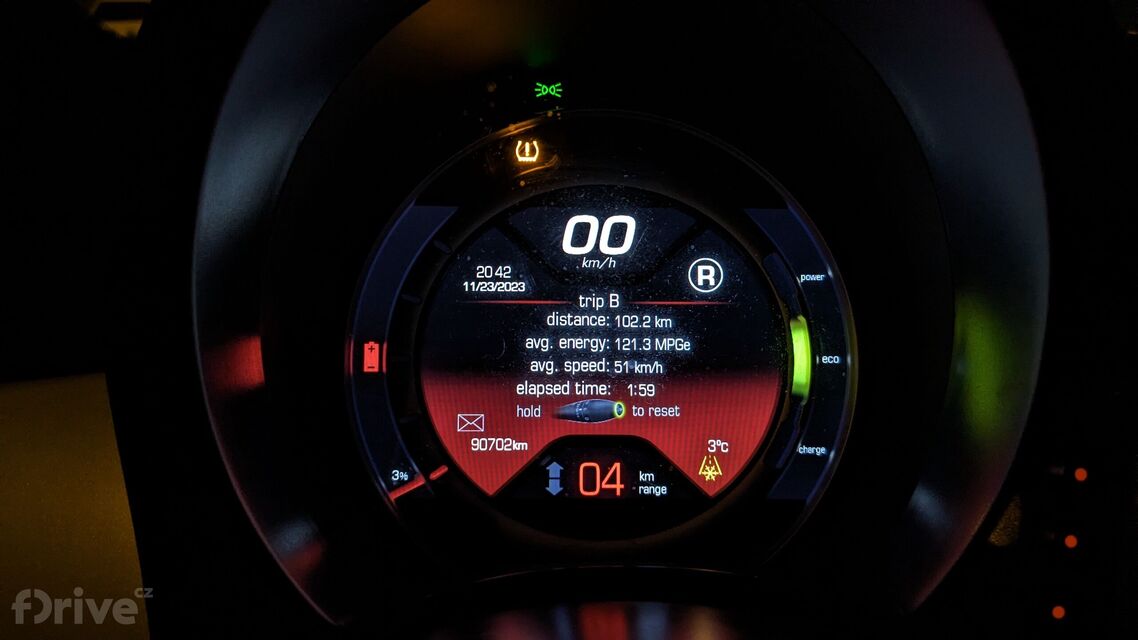 00
km/h
20 42
11/23/2023
R
power
trip B
distance: 102.2 km
avg. energy: 121.3 MPGe
avg. speed: 51 km/h
eco
elapsed time: 1:59
hold to reset
90702km
3°C
charge
3%
04 km range
fDrive CZ